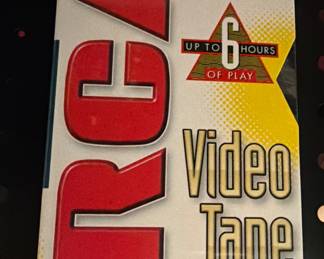 RCA
UP TO 6 HOURS
OF PLAY
Video
Tape